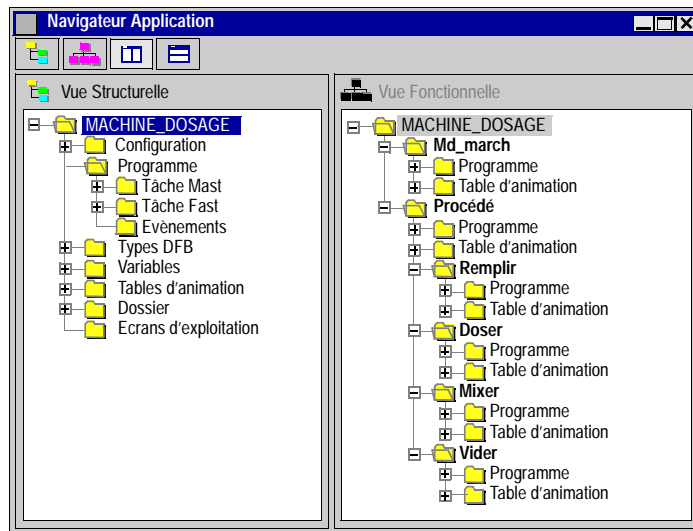 Navigateur Application
Vue Structurelle
MACHINE_DOSAGE
Configuration
Programme
Tâche Mast
Tâche Fast
Evènements
Types DFB
Variables
Tables d'animation
Dossier
Ecrans d'exploitation
Vue Fonctionnelle
MACHINE_DOSAGE
Md_march
Programme
Table d'animation
Procédé
Programme
Table d'animation
Remplir
Programme
Table d'animation
Doser
Programme
Table d'animation
Mixer
Programme
Table d'animation
Vider
Programme
Table d'animation